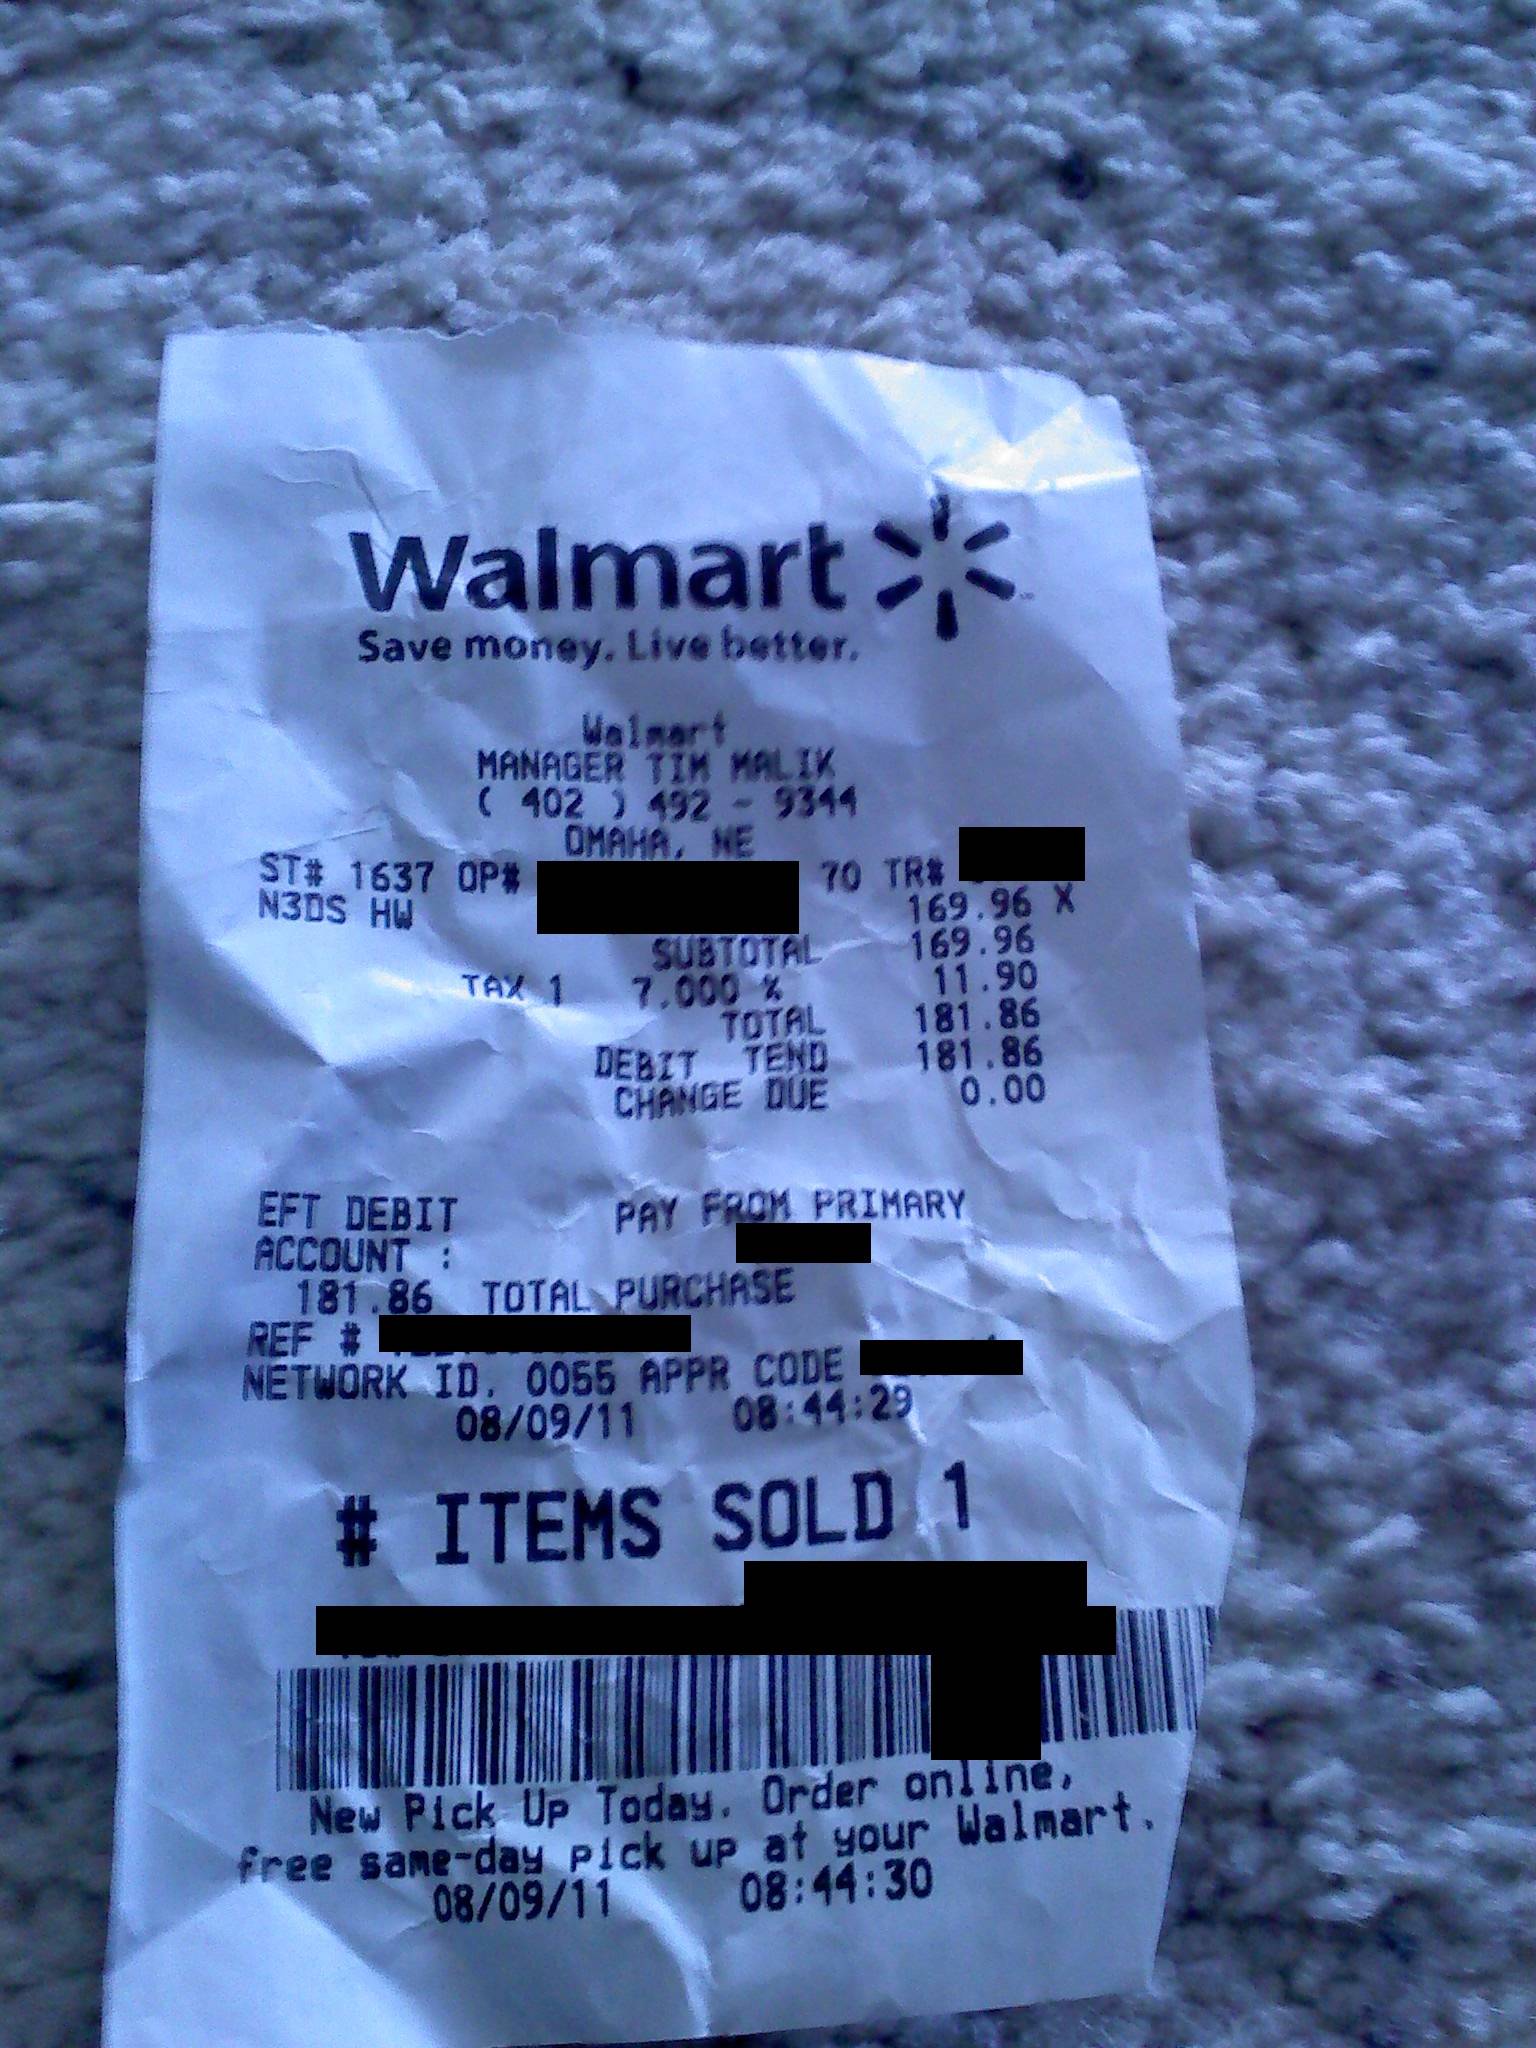 Walmart
Save money. Live better.
Walmart
MANAGER TIM MALIK
( 402 ) 492 - 9344
OMAHA, NE
ST# 1637 OP# 70 TR#
N3DS HW 169.96 X
SUBTOTAL 169.96
TAX 1 7.000 % 11.90
TOTAL 181.86
DEBIT TEND 181.86
CHANGE DUE 0.00
EFT DEBIT PAY FROM PRIMARY
ACCOUNT :
181.86 TOTAL PURCHASE
REF #
NETWORK ID. 0055 APPR CODE
08/09/11 08:44:29
# ITEMS SOLD 1
New Pick Up Today. Order online,
free same-day pick up at your Walmart.
08/09/11 08:44:30